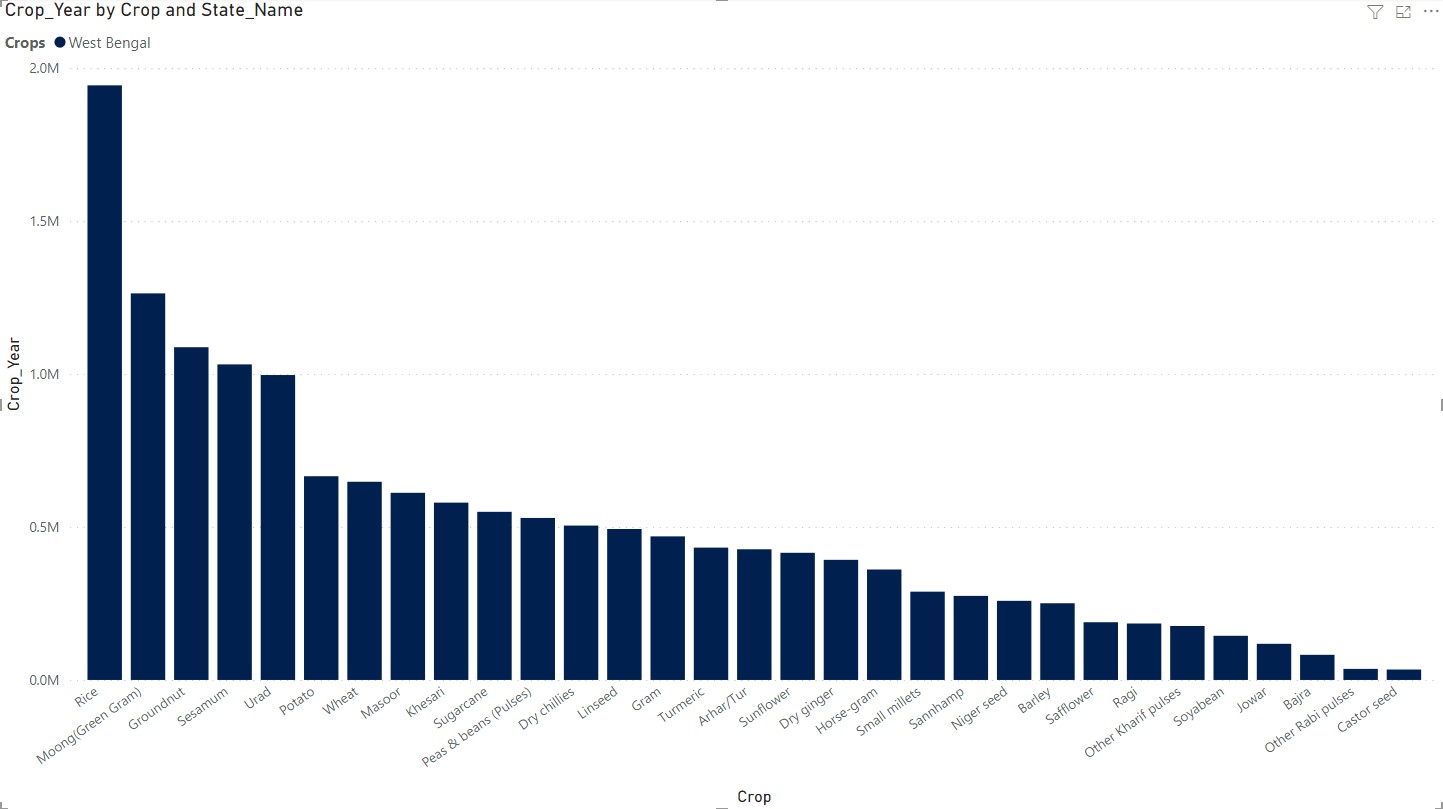 Crop_Year by Crop and State_Name
Crops West Bengal
2.0M
1.5M
1.0M
0.5M
0.0M
Crop_Year
Rice
Moong(Green Gram)
Groundnut
Sesamum
Urad
Potato
Wheat
Masoor
Khesari
Sugarcane
Peas & beans (Pulses)
Dry chillies
Linseed
Gram
Turmeric
Arhar/Tur
Sunflower
Dry ginger
Horse-gram
Small millets
Sannhamp
Niger seed
Barley
Safflower
Ragi
Other Kharif pulses
Soyabean
Jowar
Bajra
Other Rabi pulses
Castor seed
Crop